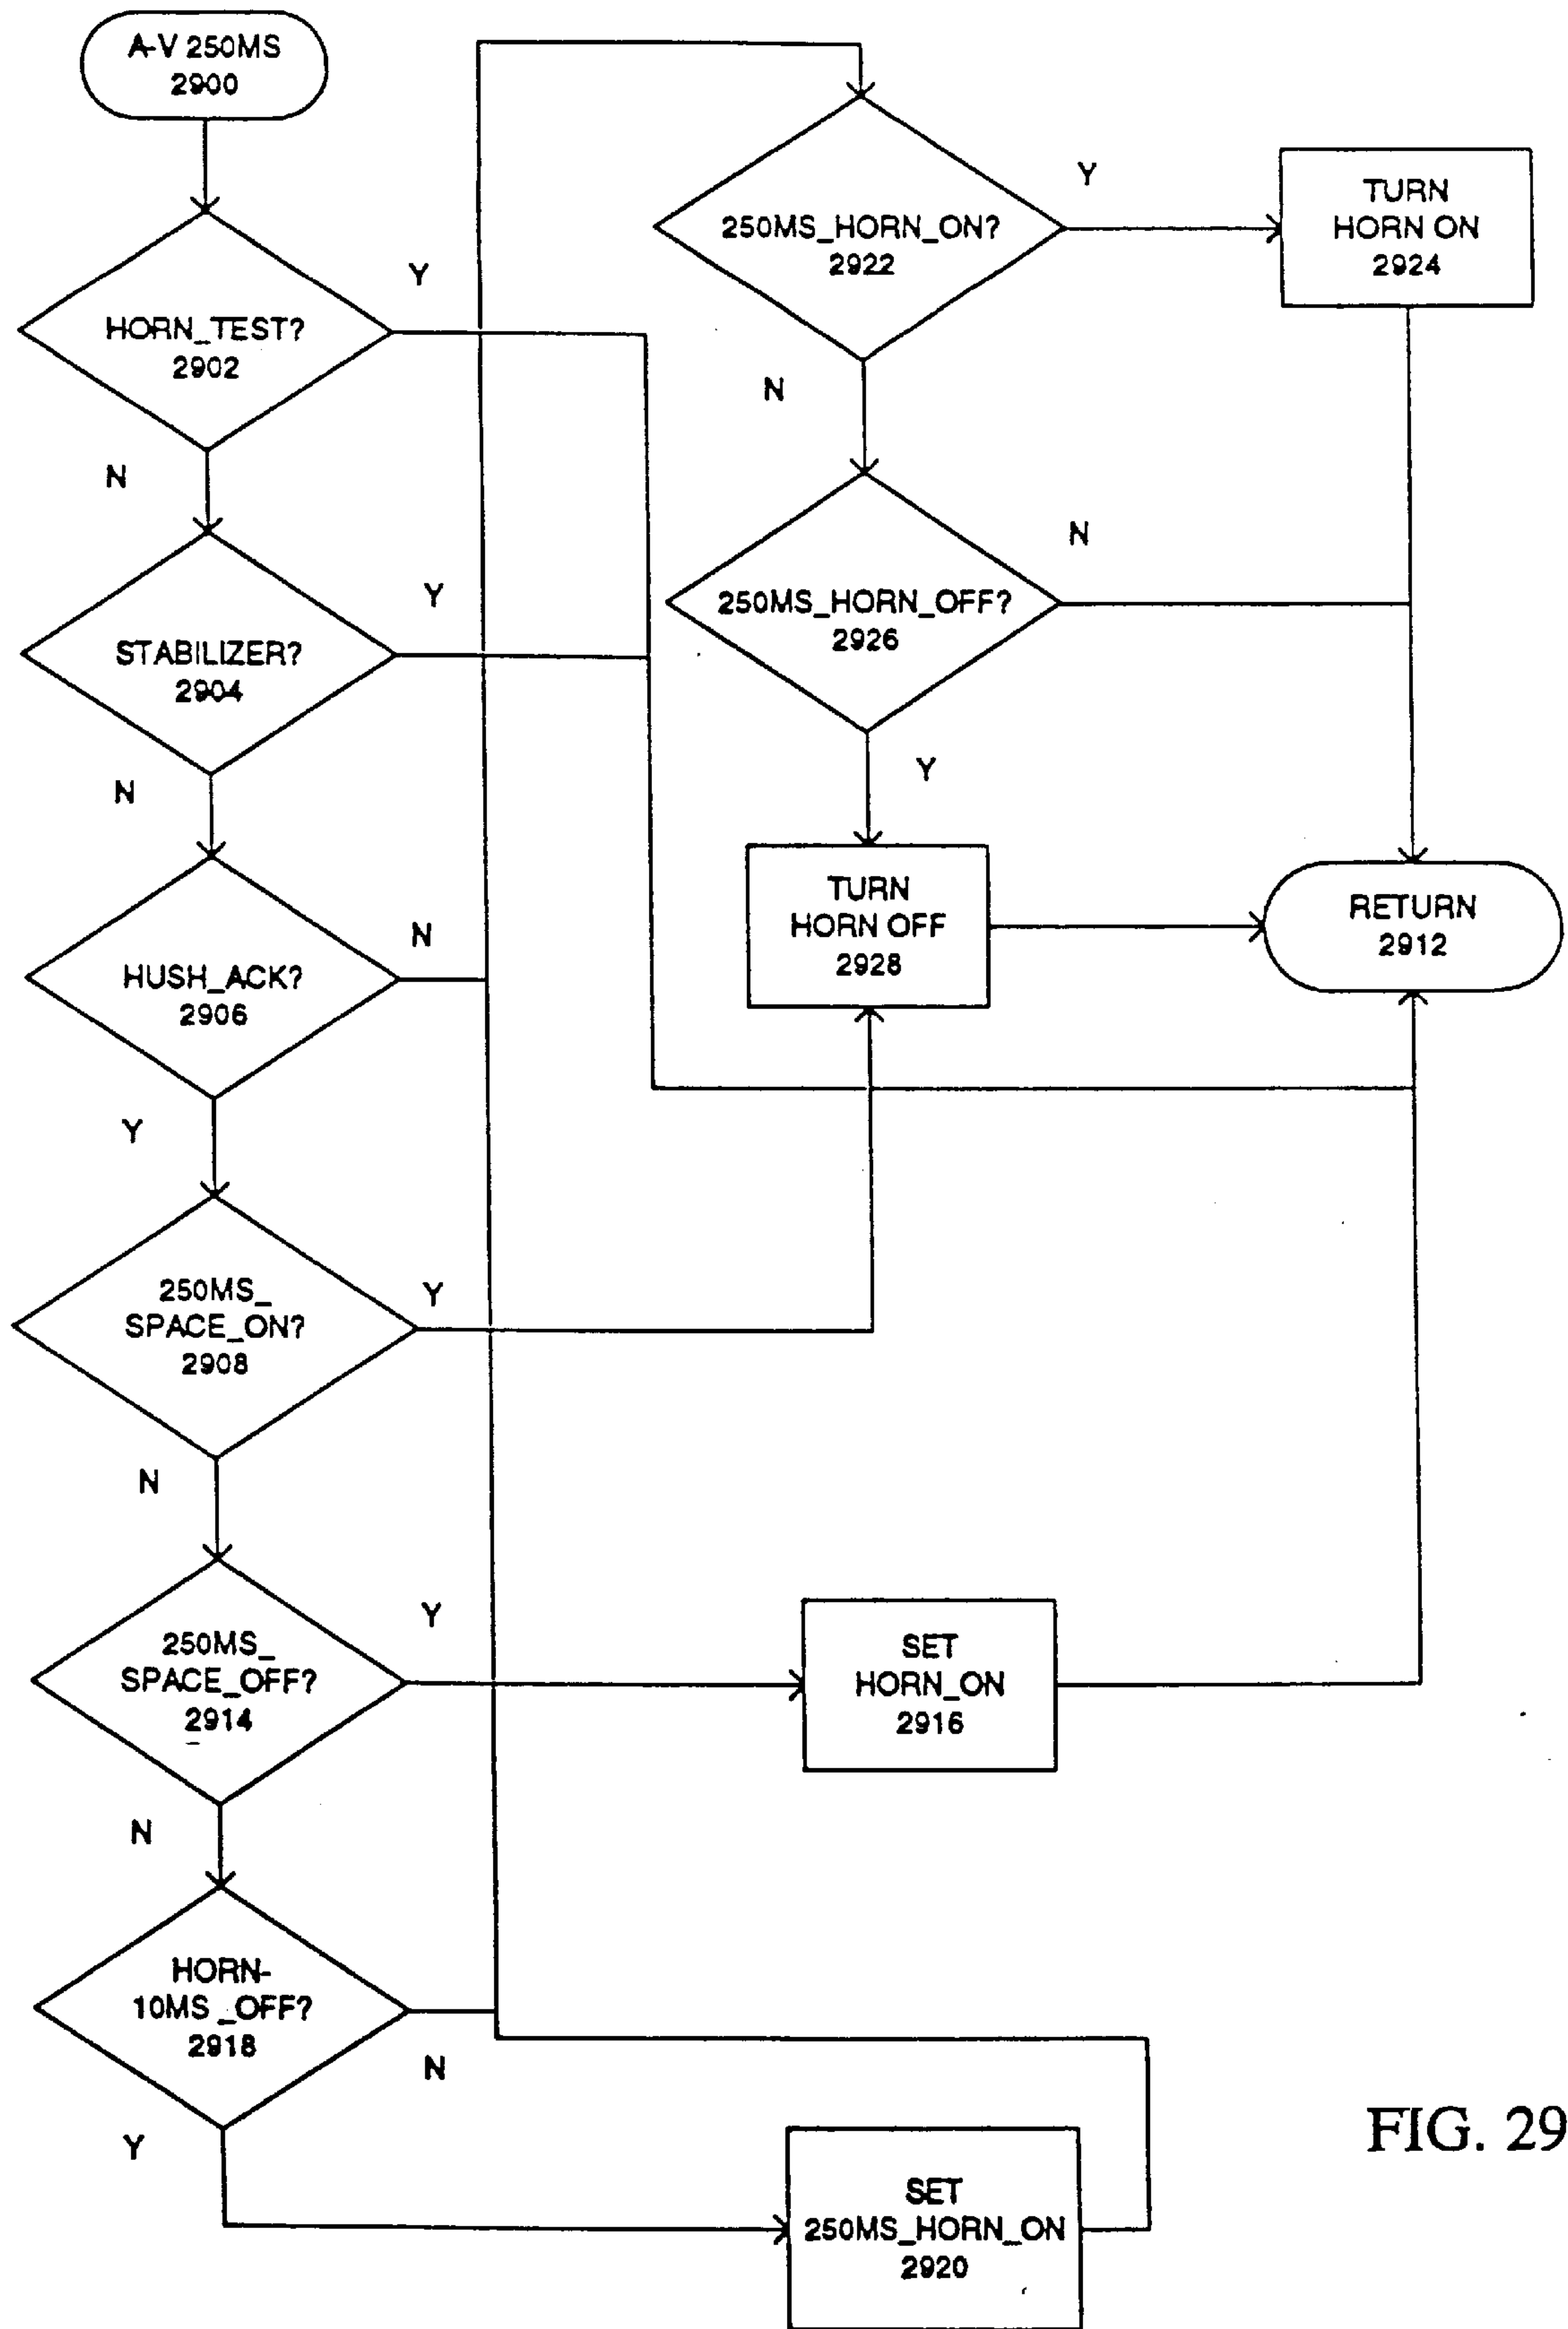 A-V 250MS
2900
HORN_TEST?
2902
Y
N
STABILIZER?
2904
Y
N
HUSH_ACK?
2906
N
Y
250MS_
SPACE_ON?
2908
Y
N
250MS_
SPACE_OFF?
2914
Y
N
HORN-
10MS_OFF?
2918
N
Y
250MS_HORN_ON?
2922
Y
N
TURN
HORN ON
2924
250MS_HORN_OFF?
2926
N
Y
TURN
HORN OFF
2928
RETURN
2912
SET
HORN_ON
2916
SET
250MS_HORN_ON
2920
FIG. 29